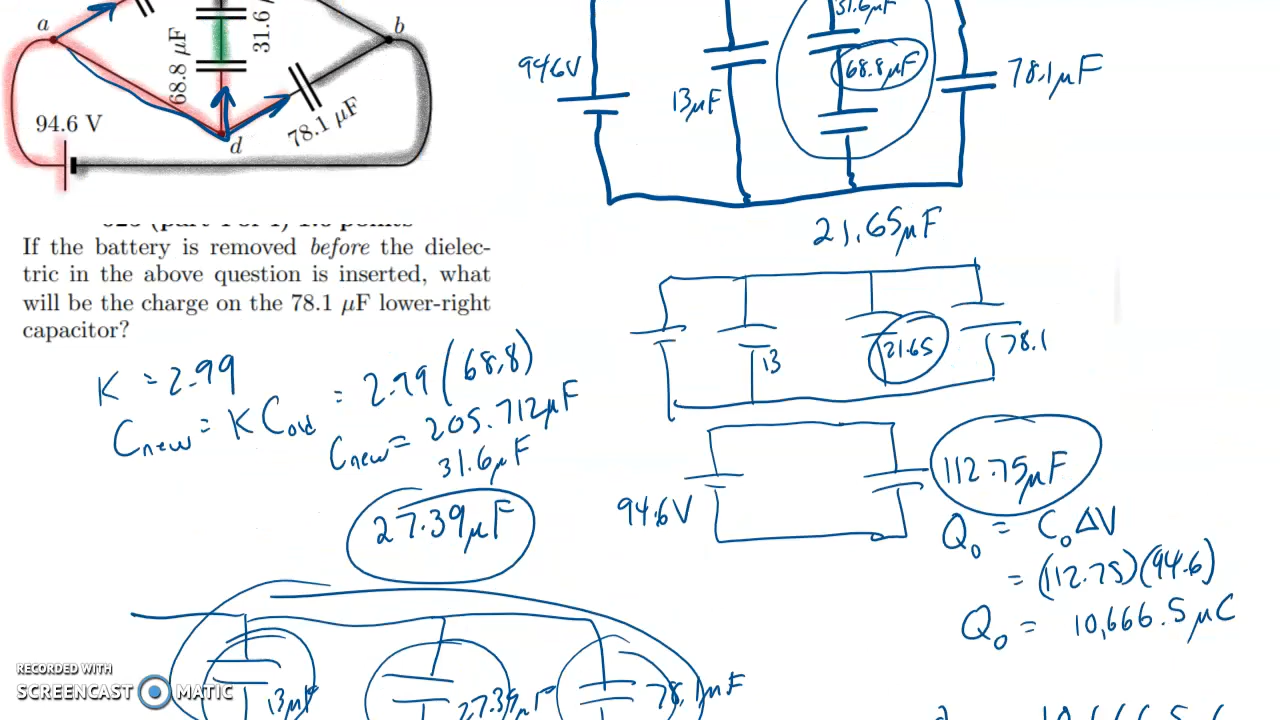 a
b
68.8 μF
31.6
94.6 V
d
78.1 μF
94.6V
13μF
31.6μF
68.8μF
78.1μF
21.65μF
If the battery is removed before the dielec-
tric in the above question is inserted, what
will be the charge on the 78.1 μF lower-right
capacitor?
K = 2.99
Cnew = K Cold = 2.99 (68.8)
Cnew = 205.712μF
31.6μF
27.39μF
13
21.65
78.1
94.6V
112.75μF
Q₀ = C₀ΔV
= (112.75)(94.6)
Q₀ = 10,666.5μC
13μF
27.39μF
78.1μF
RECORDED WITH
SCREENCAST MATIC